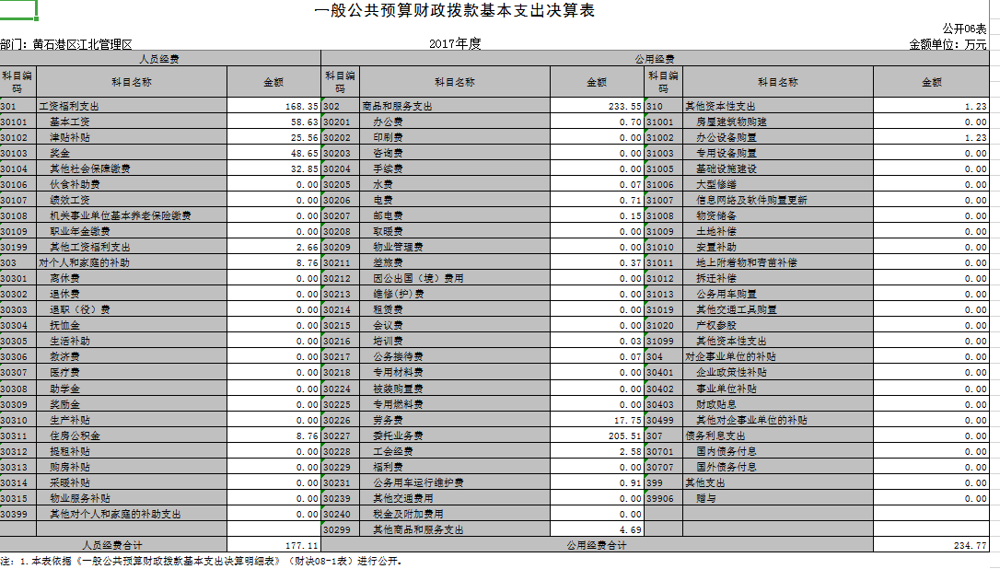 一般公共预算财政拨款基本支出决算表
公开06表
部门：黄石港区江北管理区 2017年度 金额单位：万元
人员经费 公用经费
科目编码 科目名称 金额 科目编码 科目名称 金额 科目编码 科目名称 金额
301 工资福利支出 168.35 302 商品和服务支出 233.55 310 其他资本性支出 1.23
30101 基本工资 58.63 30201 办公费 0.70 31001 房屋建筑物购建 0.00
30102 津贴补贴 25.56 30202 印刷费 0.00 31002 办公设备购置 1.23
30103 奖金 48.65 30203 咨询费 0.00 31003 专用设备购置 0.00
30104 其他社会保障缴费 32.85 30204 手续费 0.00 31005 基础设施建设 0.00
30106 伙食补助费 0.00 30205 水费 0.07 31006 大型修缮 0.00
30107 绩效工资 0.00 30206 电费 0.71 31007 信息网络及软件购置更新 0.00
30108 机关事业单位基本养老保险缴费 0.00 30207 邮电费 0.15 31008 物资储备 0.00
30109 职业年金缴费 0.00 30208 取暖费 0.00 31009 土地补偿 0.00
30199 其他工资福利支出 2.66 30209 物业管理费 0.00 31010 安置补助 0.00
303 对个人和家庭的补助 8.76 30211 差旅费 0.37 31011 地上附着物和青苗补偿 0.00
30301 离休费 0.00 30212 因公出国（境）费用 0.00 31012 拆迁补偿 0.00
30302 退休费 0.00 30213 维修(护)费 0.00 31013 公务用车购置 0.00
30303 退职（役）费 0.00 30214 租赁费 0.00 31019 其他交通工具购置 0.00
30304 抚恤金 0.00 30215 会议费 0.00 31020 产权参股 0.00
30305 生活补助 0.00 30216 培训费 0.03 31099 其他资本性支出 0.00
30306 救济费 0.00 30217 公务接待费 0.07 304 对企事业单位的补贴 0.00
30307 医疗费 0.00 30218 专用材料费 0.00 30401 企业政策性补贴 0.00
30308 助学金 0.00 30224 被装购置费 0.00 30402 事业单位补贴 0.00
30309 奖励金 0.00 30225 专用燃料费 0.00 30403 财政贴息 0.00
30310 生产补贴 0.00 30226 劳务费 17.75 30499 其他对企事业单位的补贴 0.00
30311 住房公积金 8.76 30227 委托业务费 205.51 307 债务利息支出 0.00
30312 提租补贴 0.00 30228 工会经费 2.58 30701 国内债务付息 0.00
30313 购房补贴 0.00 30229 福利费 0.00 30707 国外债务付息 0.00
30314 采暖补贴 0.00 30231 公务用车运行维护费 0.91 399 其他支出 0.00
30315 物业服务补贴 0.00 30239 其他交通费用 0.00 39906 赠与 0.00
30399 其他对个人和家庭的补助支出 0.00 30240 税金及附加费用 0.00
30299 其他商品和服务支出 4.69
人员经费合计 177.11 公用经费合计 234.77
注：1.本表依据《一般公共预算财政拨款基本支出决算明细表》（财决08-1表）进行公开。